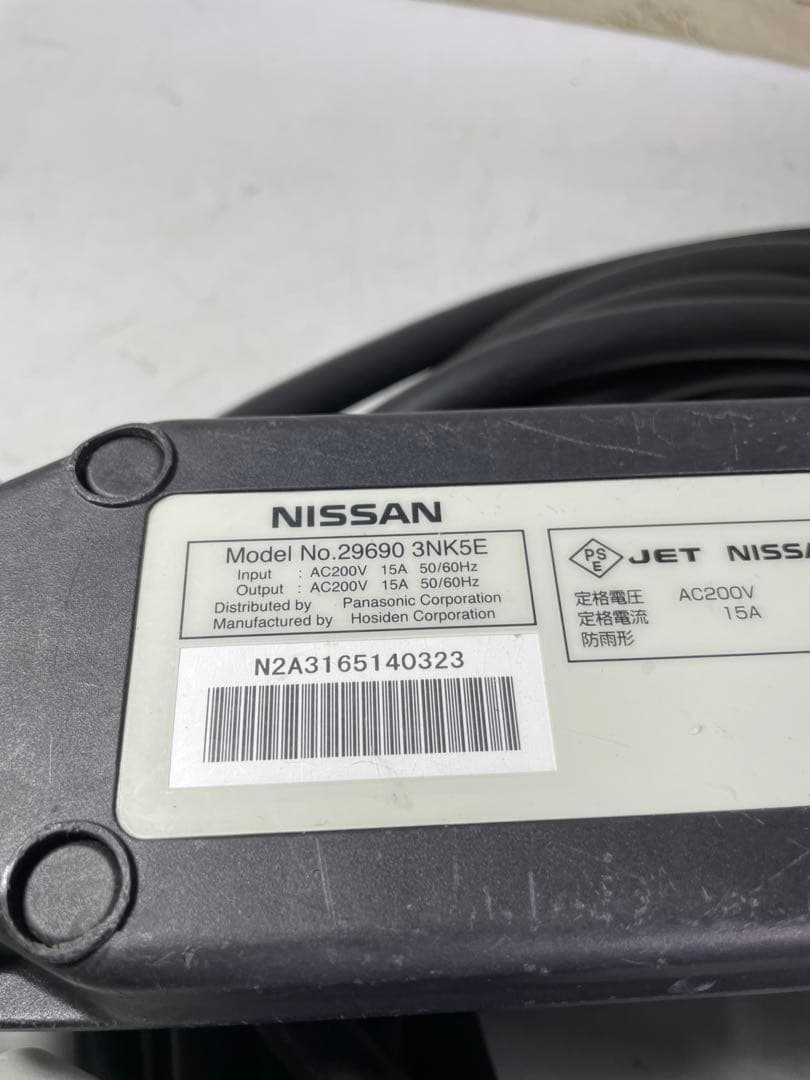 NISSAN
Model No.29690 3NK5E
Input : AC200V 15A 50/60Hz
Output : AC200V 15A 50/60Hz
Distributed by Panasonic Corporation
Manufactured by Hosiden Corporation
N2A3165140323
PS
E
JET NISSA
定格電圧 AC200V
定格電流 15A
防雨形